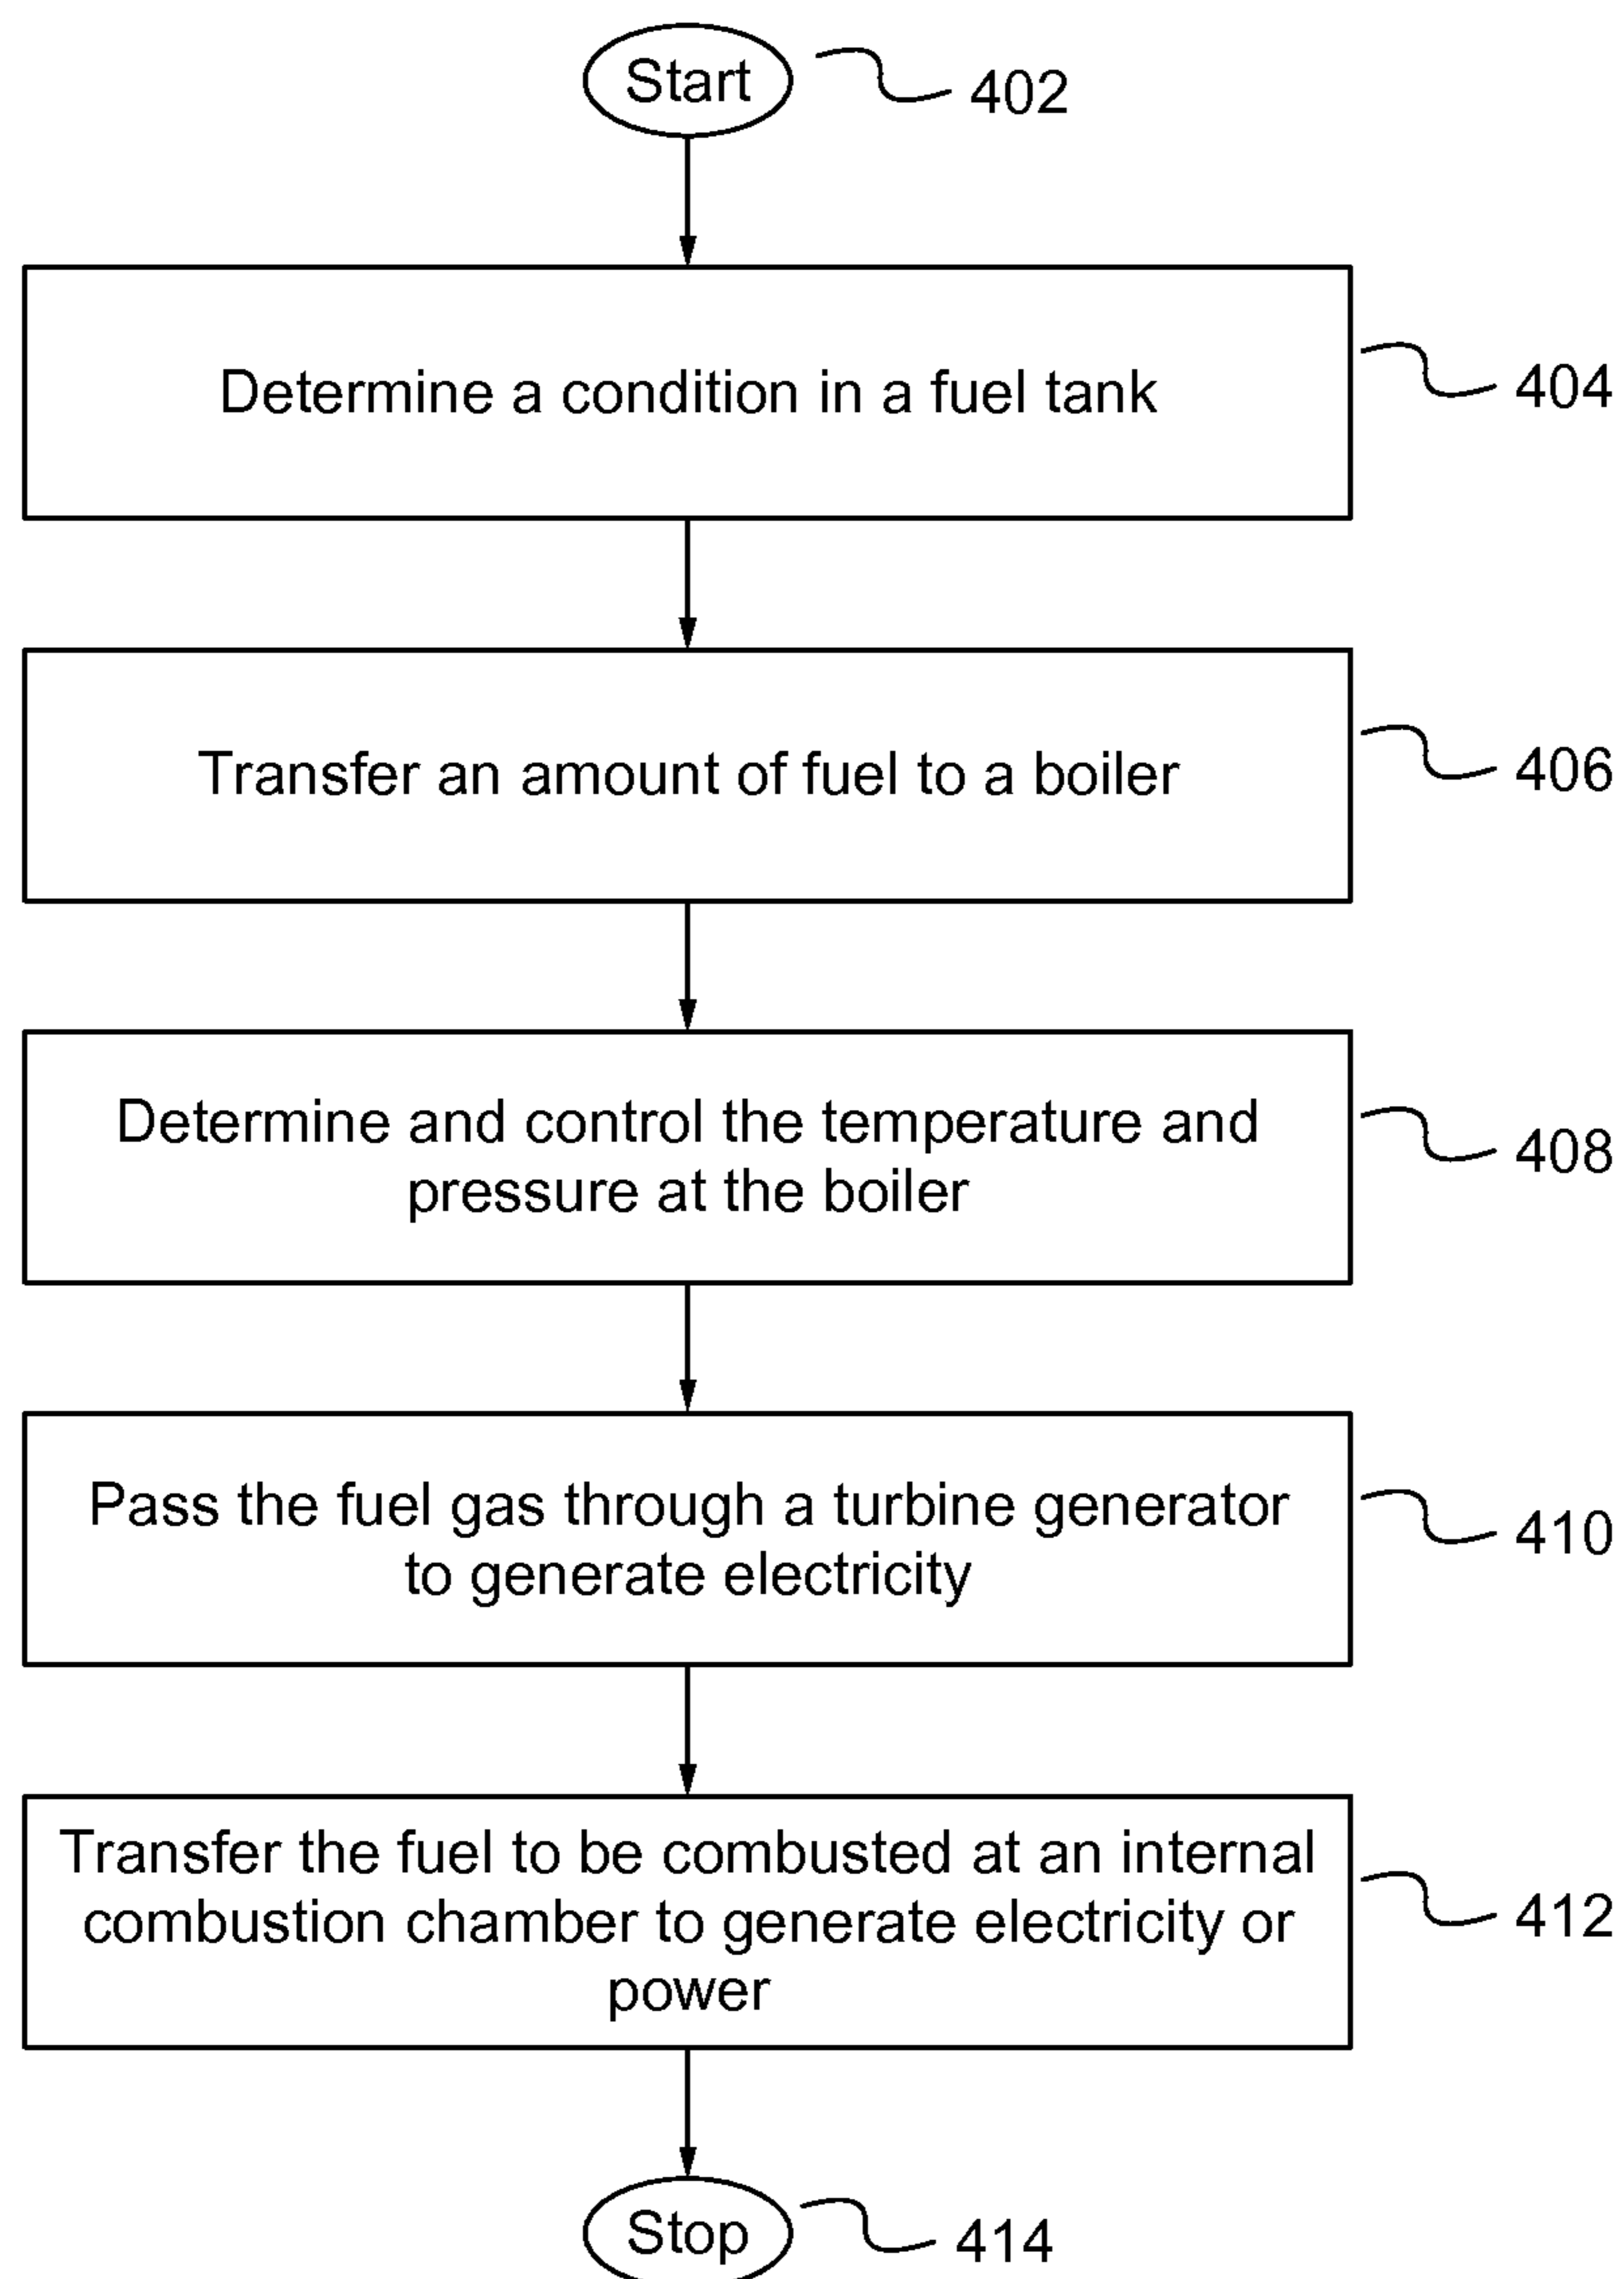 Start
402
Determine a condition in a fuel tank
404
Transfer an amount of fuel to a boiler
406
Determine and control the temperature and
pressure at the boiler
408
Pass the fuel gas through a turbine generator
to generate electricity
410
Transfer the fuel to be combusted at an internal
combustion chamber to generate electricity or
power
412
Stop
414